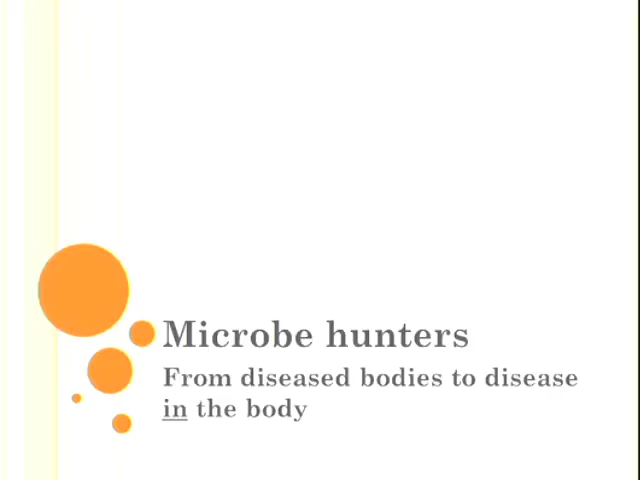 Microbe hunters
From diseased bodies to disease
in the body